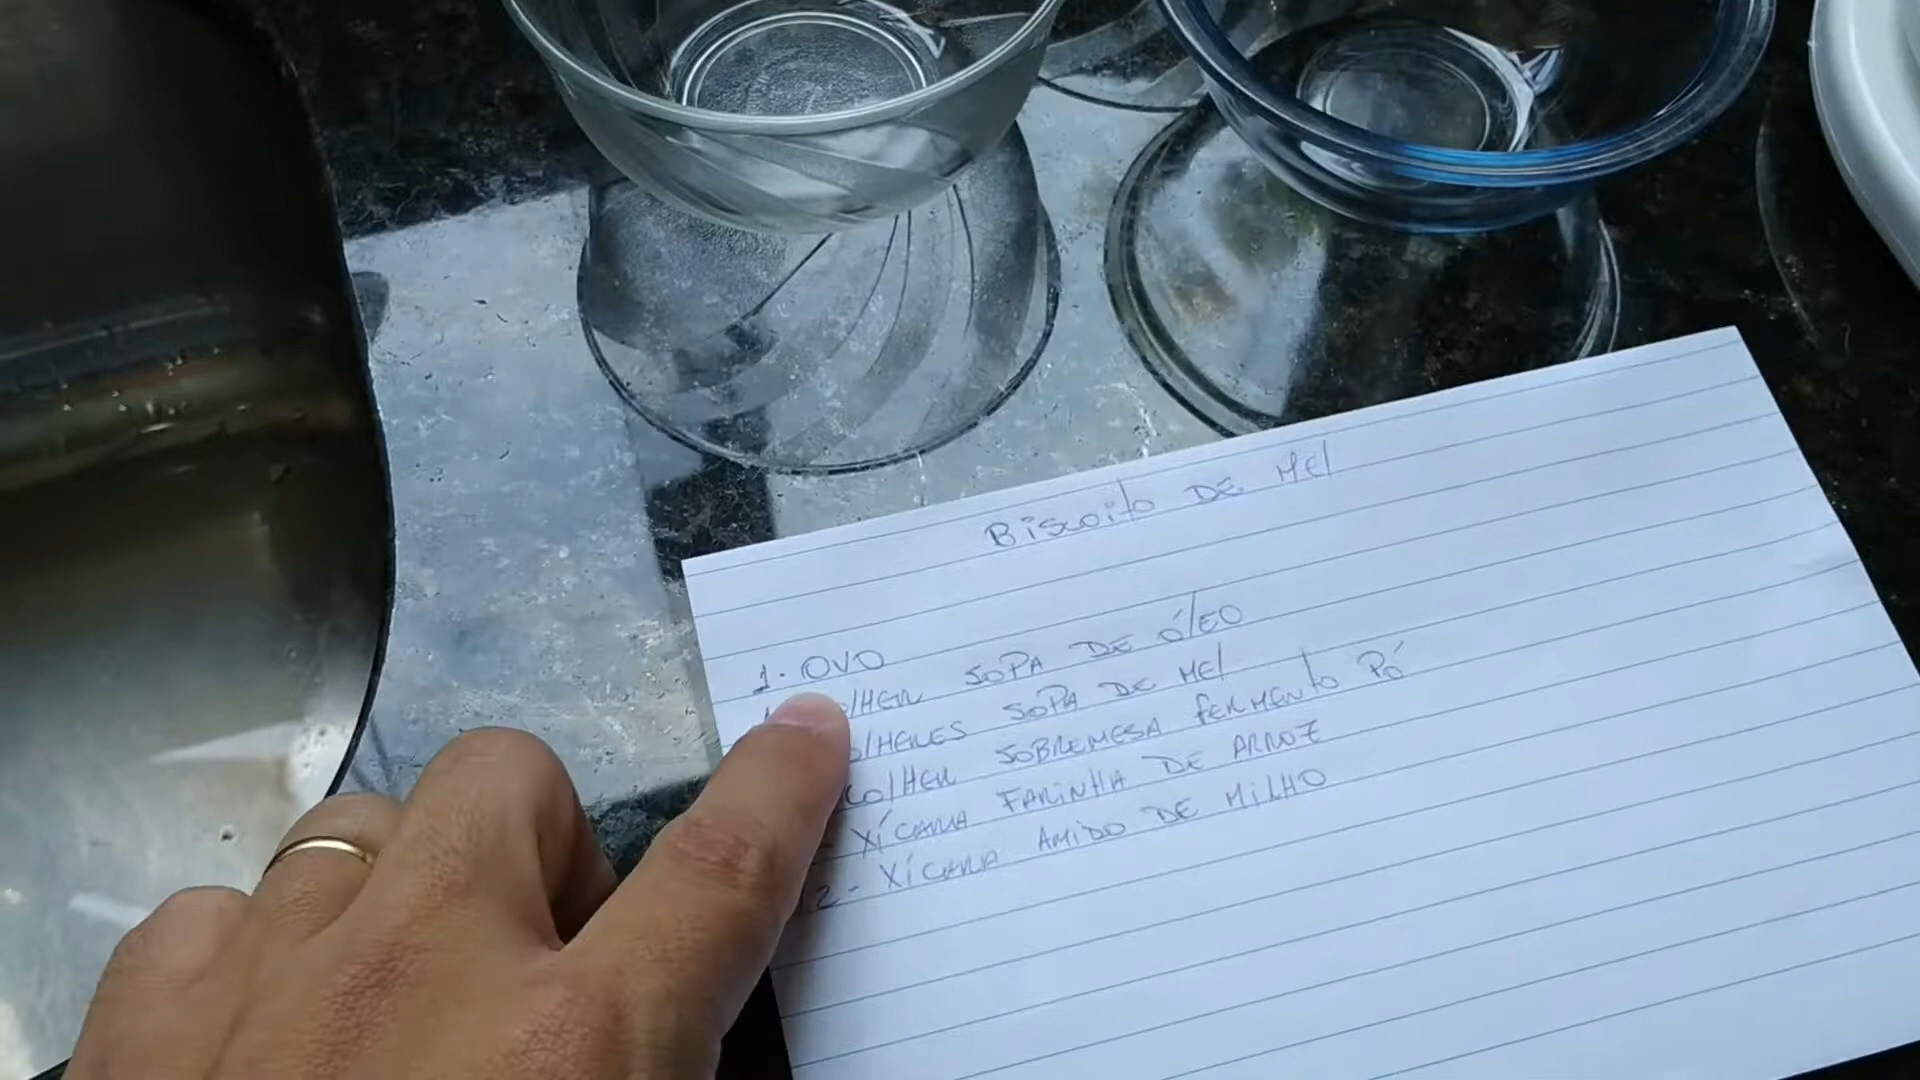 Biscoito DE MEl
1- OVO
SOPA DE ÓlEO
SOPA DE MEl
SOBREMESA FERMENTO PÓ
XÍCARA FARINHA DE ARROZ
2- XÍCARA AMIDO DE MILHO